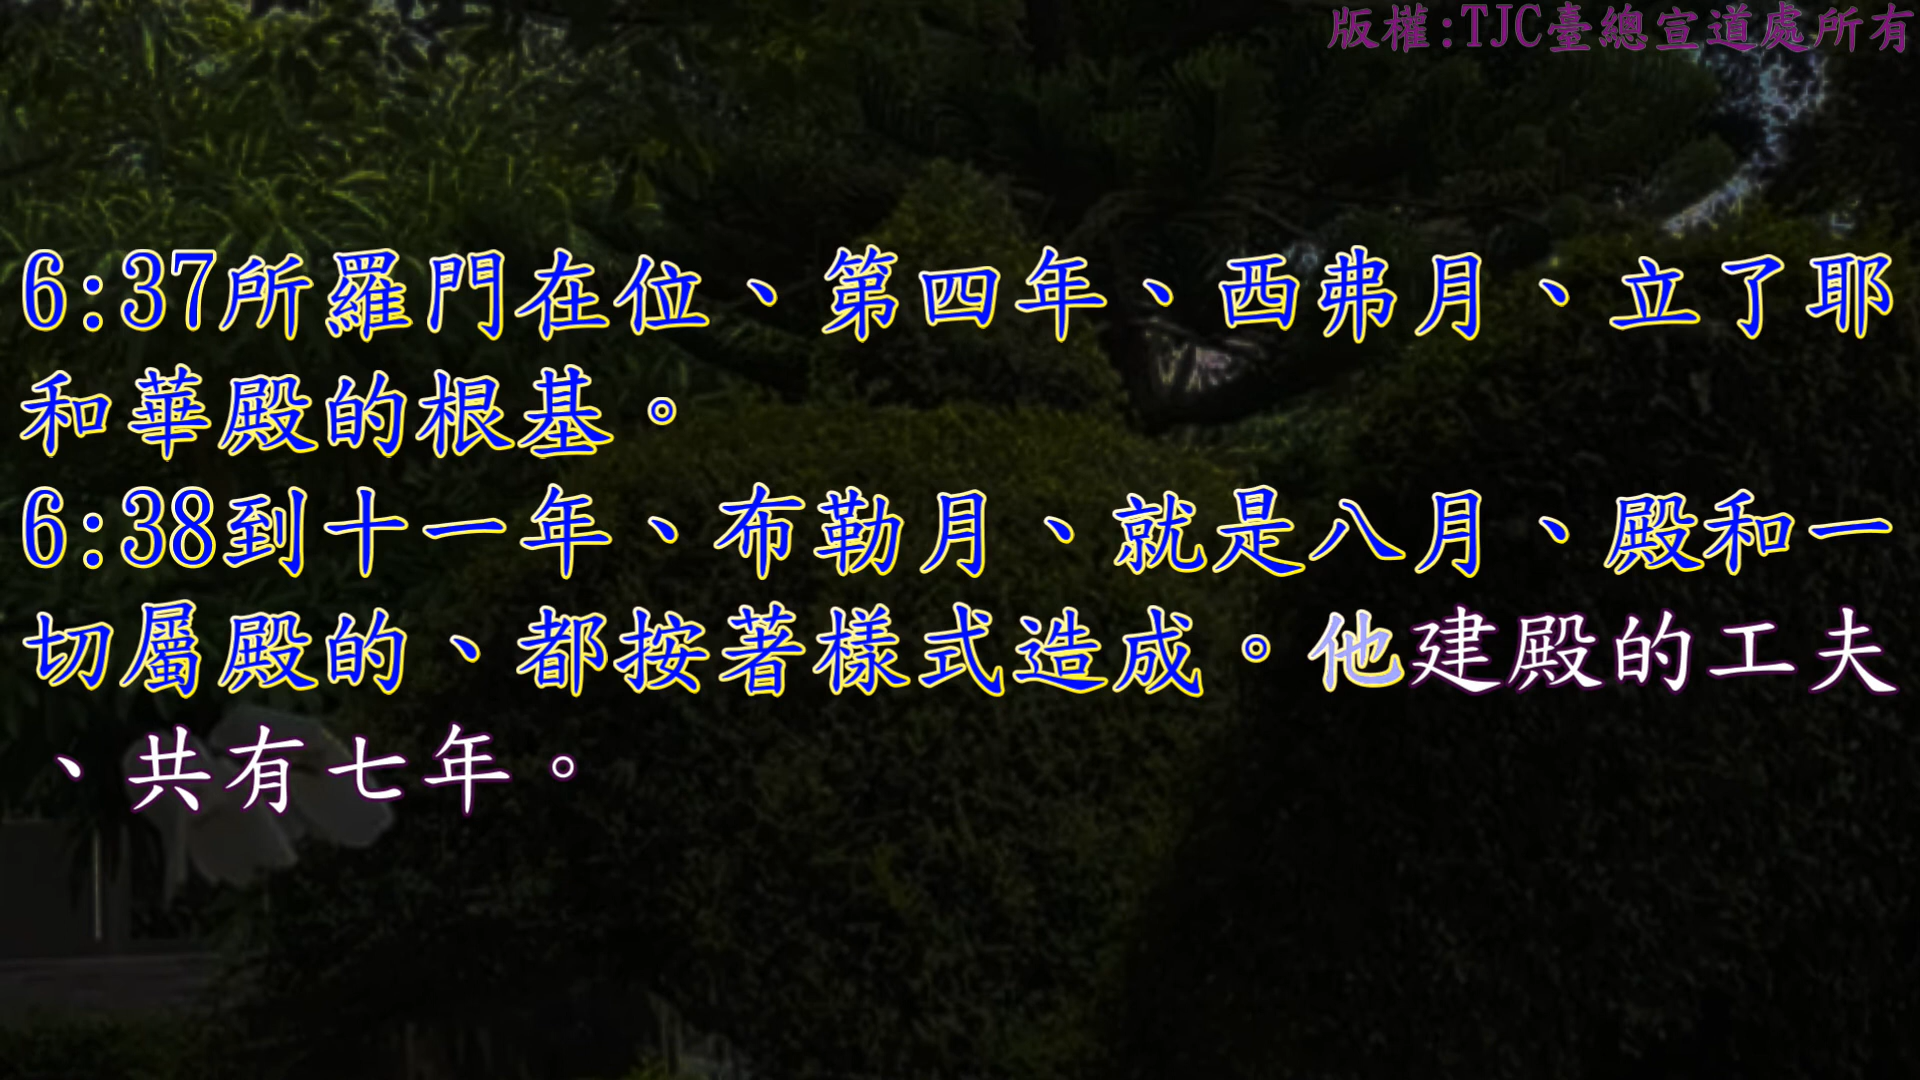 版權:TJC臺總宣道處所有
6:37所羅門在位、第四年、西弗月、立了耶
和華殿的根基。
6:38到十一年、布勒月、就是八月、殿和一
切屬殿的、都按著樣式造成。他建殿的工夫
、共有七年。